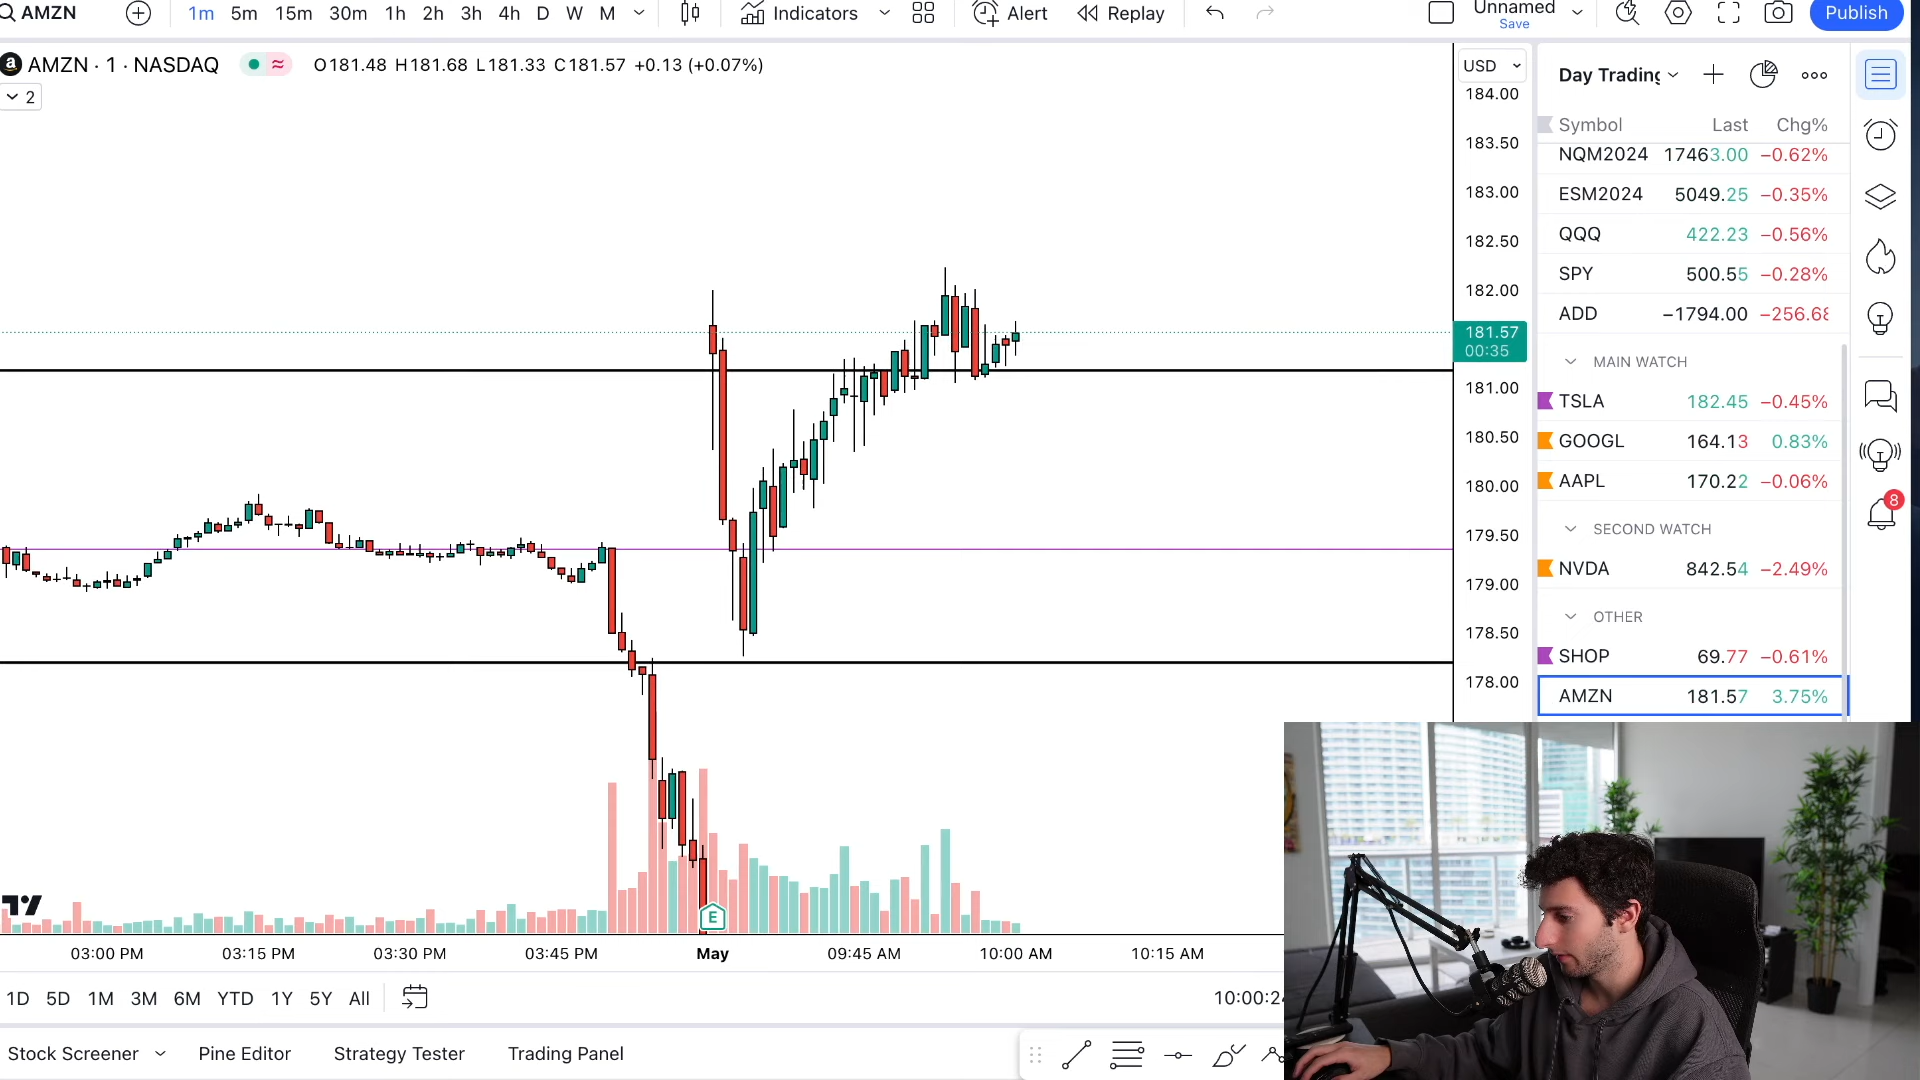 AMZN 1m 5m 15m 30m 1h 2h 3h 4h D W M Indicators Alert Replay Unnamed Save Publish
AMZN · 1 · NASDAQ O181.48 H181.68 L181.33 C181.57 +0.13 (+0.07%)
2
USD
184.00
183.50
183.00
182.50
182.00
181.57
00:35
181.00
180.50
180.00
179.50
179.00
178.50
178.00
Day Trading
Symbol Last Chg%
NQM2024 17463.00 −0.62%
ESM2024 5049.25 −0.35%
QQQ 422.23 −0.56%
SPY 500.55 −0.28%
ADD −1794.00 −256.68
MAIN WATCH
TSLA 182.45 −0.45%
GOOGL 164.13 0.83%
AAPL 170.22 −0.06%
SECOND WATCH
NVDA 842.54 −2.49%
OTHER
SHOP 69.77 −0.61%
AMZN 181.57 3.75%
8
E
03:00 PM 03:15 PM 03:30 PM 03:45 PM May 09:45 AM 10:00 AM 10:15 AM
1D 5D 1M 3M 6M YTD 1Y 5Y All 10:00:24
Stock Screener Pine Editor Strategy Tester Trading Panel